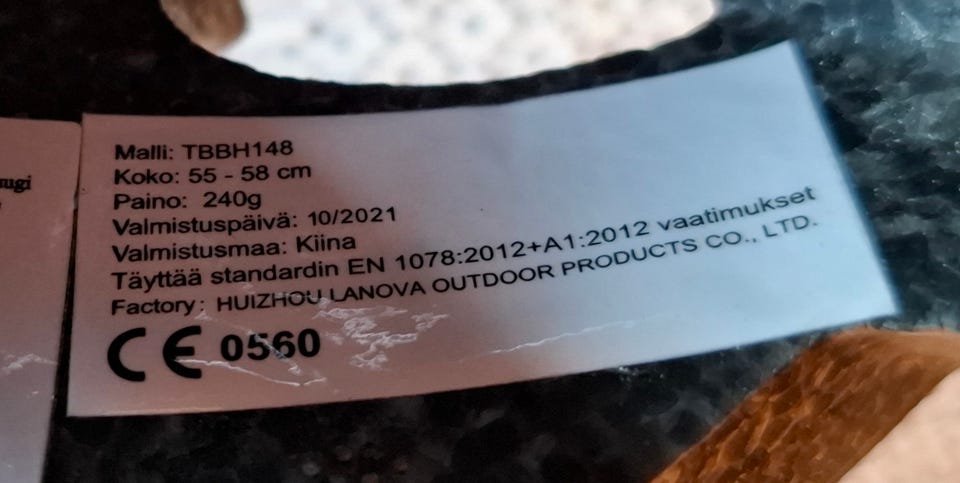 Malli: TBBH148
Koko: 55 - 58 cm
Paino: 240g
Valmistuspäivä: 10/2021
Valmistusmaa: Kiina
Täyttää standardin EN 1078:2012+A1:2012 vaatimukset
Factory: HUIZHOU LANOVA OUTDOOR PRODUCTS CO., LTD.
CE 0560